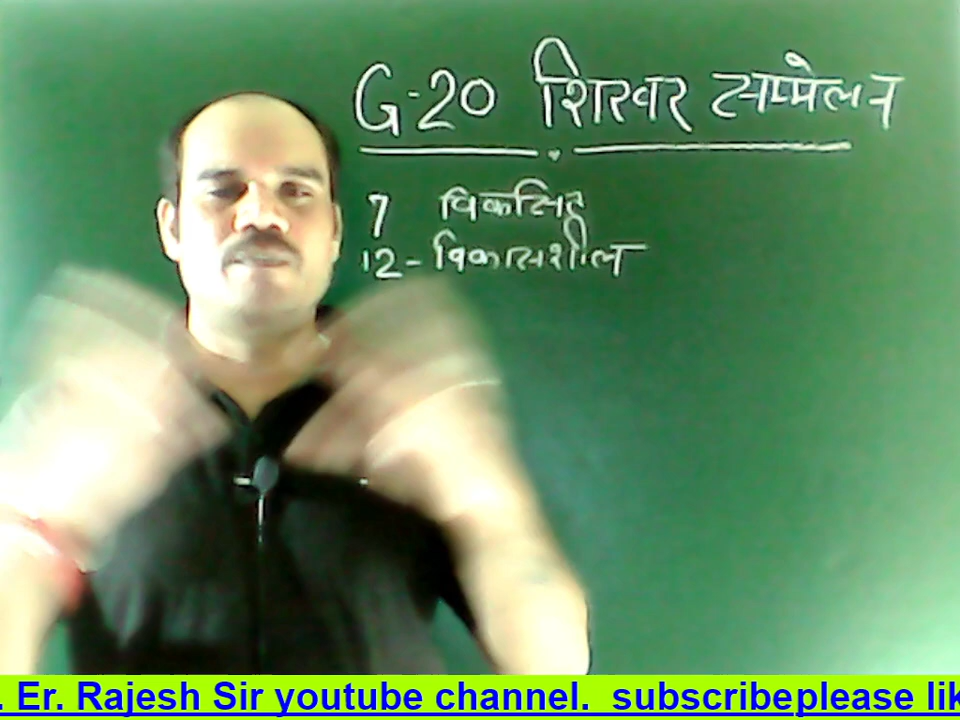 G-20 शिखर सम्मेलन
7 विकसित
12 - विकासशील
. Er. Rajesh Sir youtube channel. subscribeplease lik